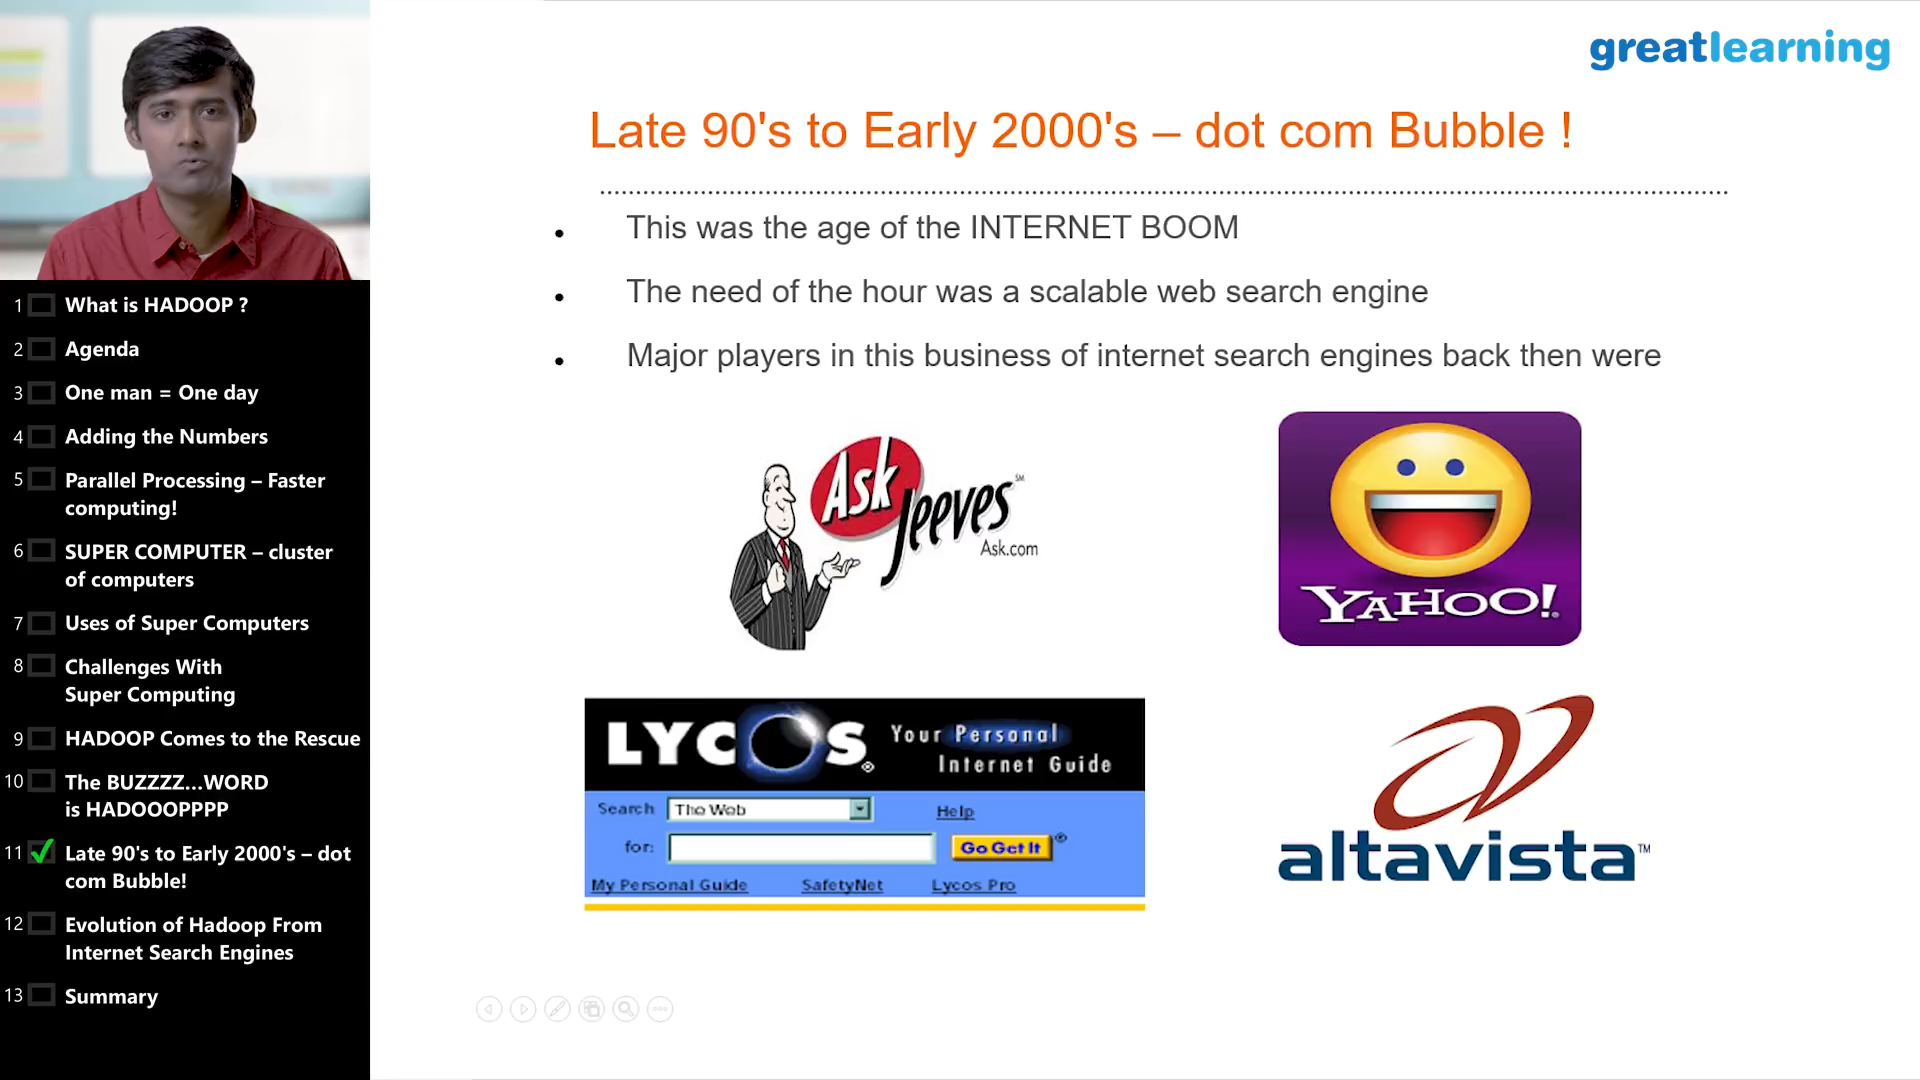 greatlearning
Late 90's to Early 2000's – dot com Bubble !
• This was the age of the INTERNET BOOM
• The need of the hour was a scalable web search engine
• Major players in this business of internet search engines back then were
Ask Jeeves SM
Ask.com
YAHOO!
LYCOS® Your Personal
Internet Guide
Search The Web Help
for: Go Get It ®
My Personal Guide SafetyNet Lycos Pro
altavista™
1 What is HADOOP ?
2 Agenda
3 One man = One day
4 Adding the Numbers
5 Parallel Processing – Faster
computing!
6 SUPER COMPUTER – cluster
of computers
7 Uses of Super Computers
8 Challenges With
Super Computing
9 HADOOP Comes to the Rescue
10 The BUZZZZ...WORD
is HADOOOPPPP
11 Late 90's to Early 2000's – dot
com Bubble!
12 Evolution of Hadoop From
Internet Search Engines
13 Summary